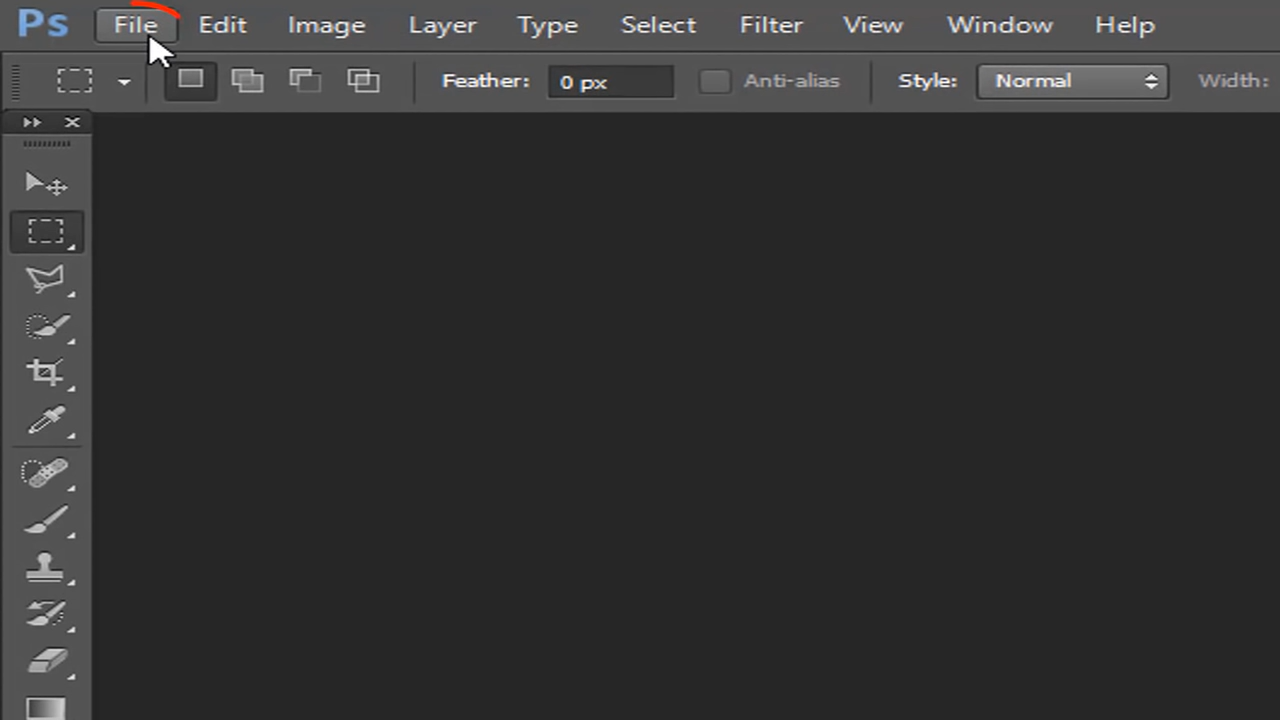 Ps File Edit Image Layer Type Select Filter View Window Help
Feather: 0 px Anti-alias Style: Normal Width: